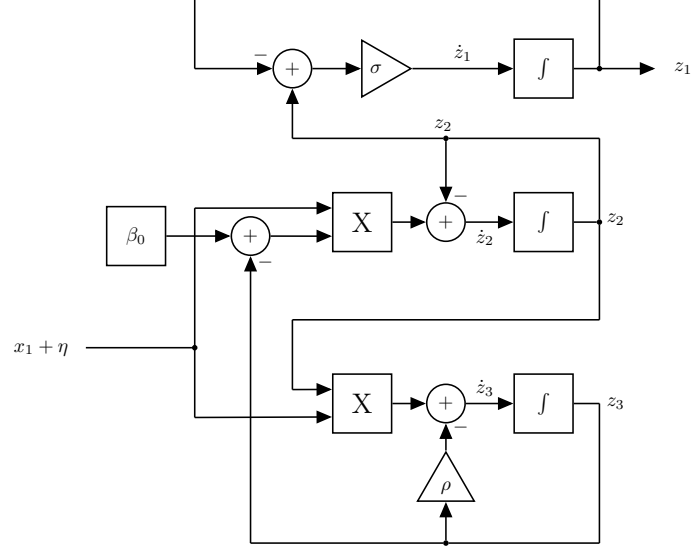 − + σ ż₁ ∫ z₁
z₂
−
β₀ + X + ż₂ ∫ z₂
−
x₁ + η
X + ż₃ ∫ z₃
−
ρ